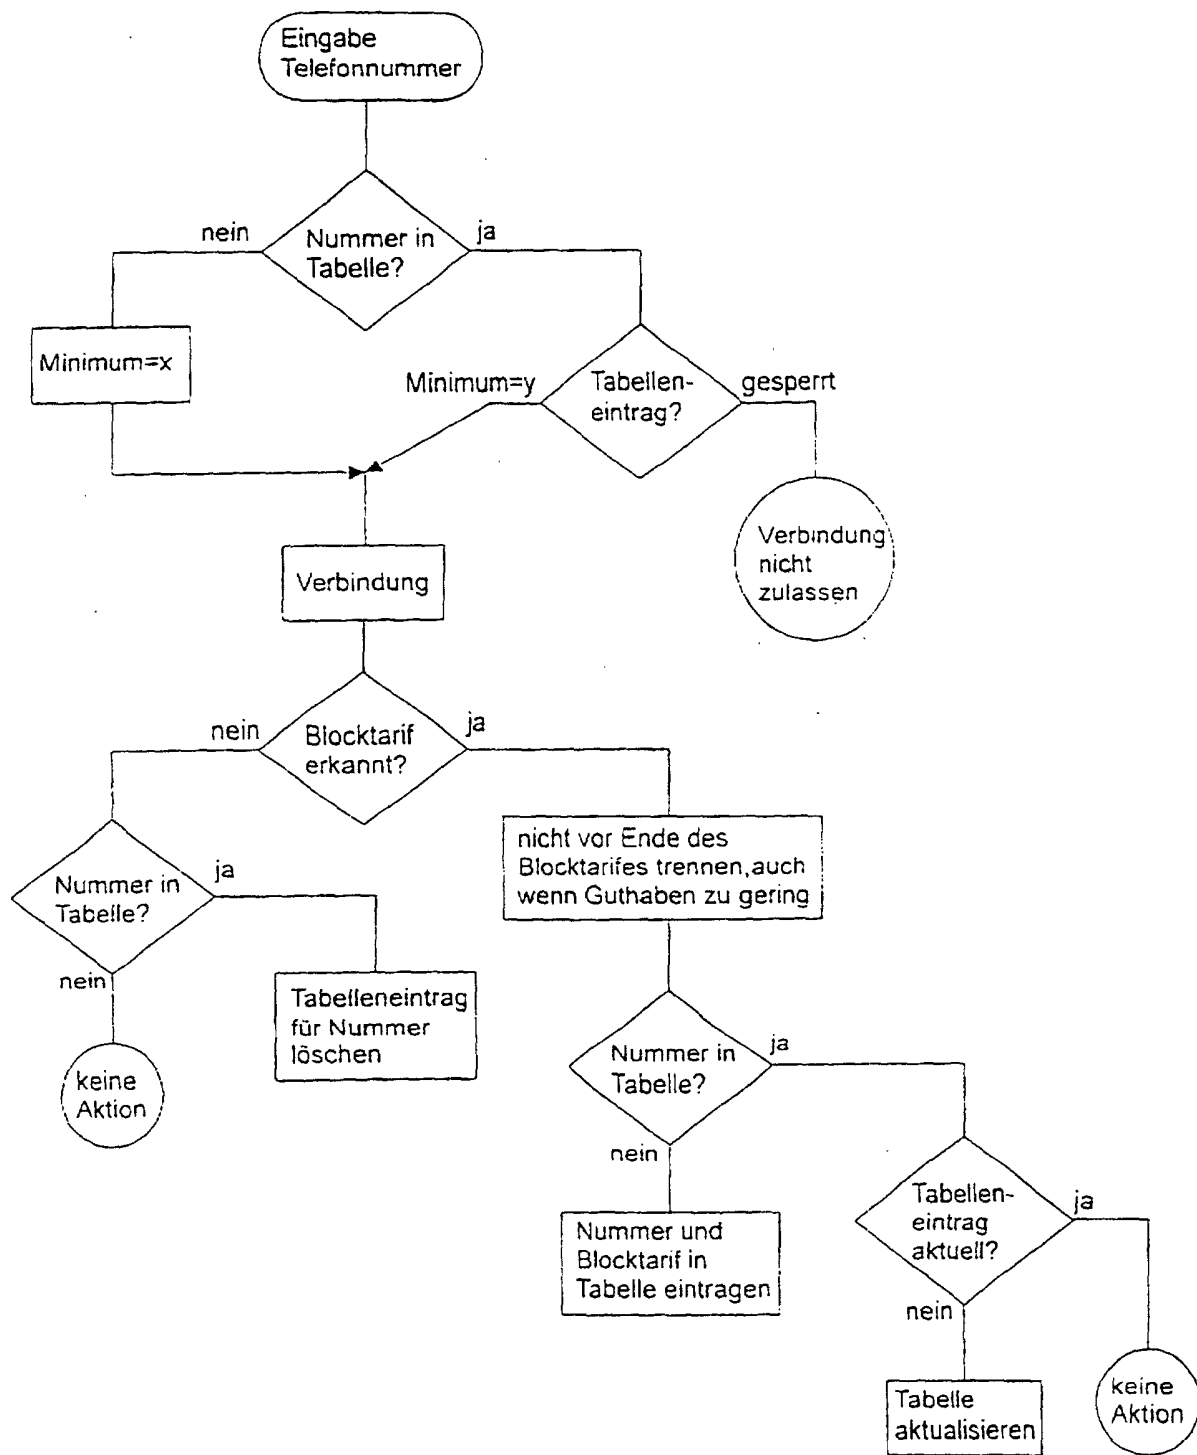 Eingabe
Telefonnummer
nein
Nummer in
Tabelle?
ja
Minimum=x
Minimum=y
Tabellen-
eintrag?
gesperrt
Verbindung
nicht
zulassen
Verbindung
nein
Blocktarif
erkannt?
ja
Nummer in
Tabelle?
ja
nein
keine
Aktion
Tabelleneintrag
für Nummer
löschen
nicht vor Ende des
Blocktarifes trennen,auch
wenn Guthaben zu gering
Nummer in
Tabelle?
ja
nein
Nummer und
Blocktarif in
Tabelle eintragen
Tabellen-
eintrag
aktuell?
ja
nein
Tabelle
aktualisieren
keine
Aktion